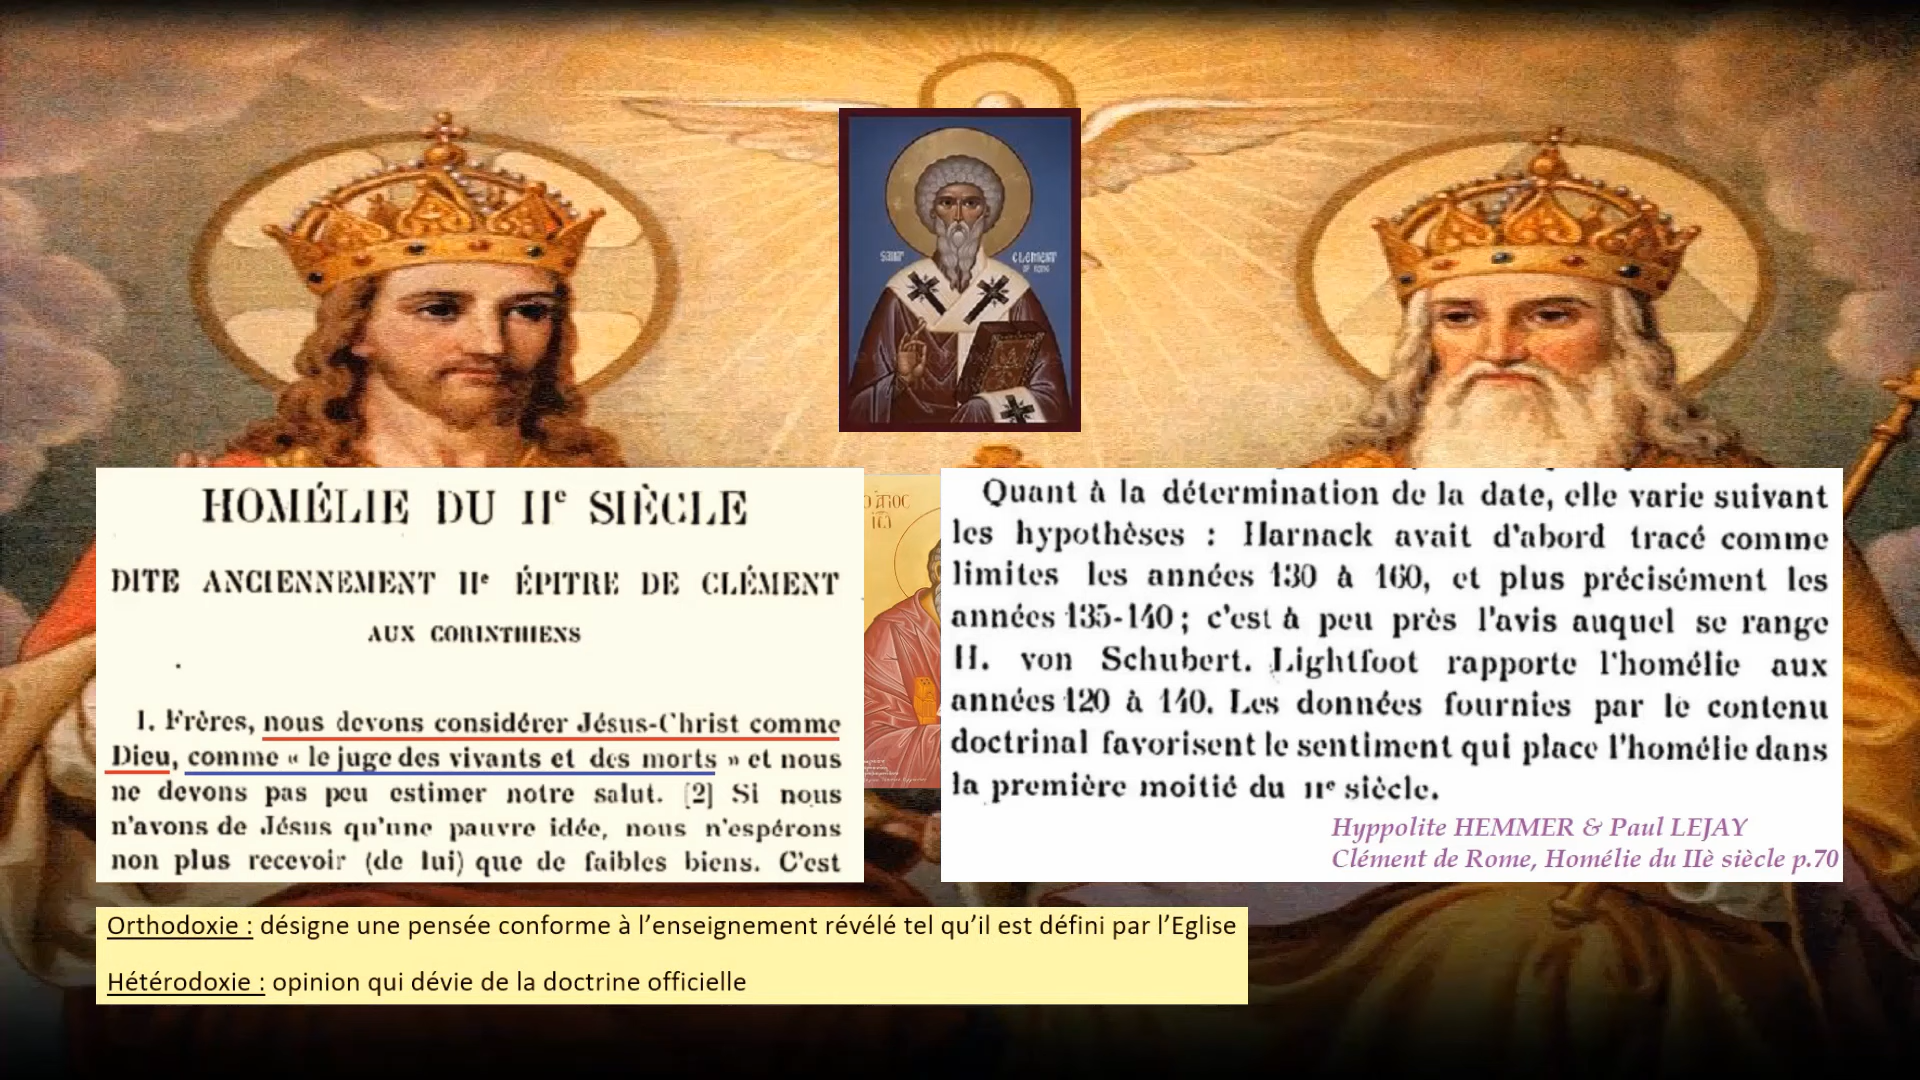 SAINT CLEMENT
OF ROME
HOMÉLIE DU IIᵉ SIÈCLE
DITE ANCIENNEMENT IIᵉ ÉPITRE DE CLÉMENT
AUX CORINTHIENS
1. Frères, nous devons considérer Jésus-Christ comme
Dieu, comme « le juge des vivants et des morts » et nous
ne devons pas peu estimer notre salut. [2] Si nous
n'avons de Jésus qu'une pauvre idée, nous n'espérons
non plus recevoir (de lui) que de faibles biens. C'est
Quant à la détermination de la date, elle varie suivant
les hypothèses : Harnack avait d'abord tracé comme
limites les années 130 à 160, et plus précisément les
années 135-140 ; c'est à peu près l'avis auquel se range
H. von Schubert. Lightfoot rapporte l'homélie aux
années 120 à 140. Les données fournies par le contenu
doctrinal favorisent le sentiment qui place l'homélie dans
la première moitié du IIᵉ siècle.
Hyppolite HEMMER & Paul LEJAY
Clément de Rome, Homélie du IIè siècle p.70
Orthodoxie : désigne une pensée conforme à l’enseignement révélé tel qu’il est défini par l’Eglise
Hétérodoxie : opinion qui dévie de la doctrine officielle